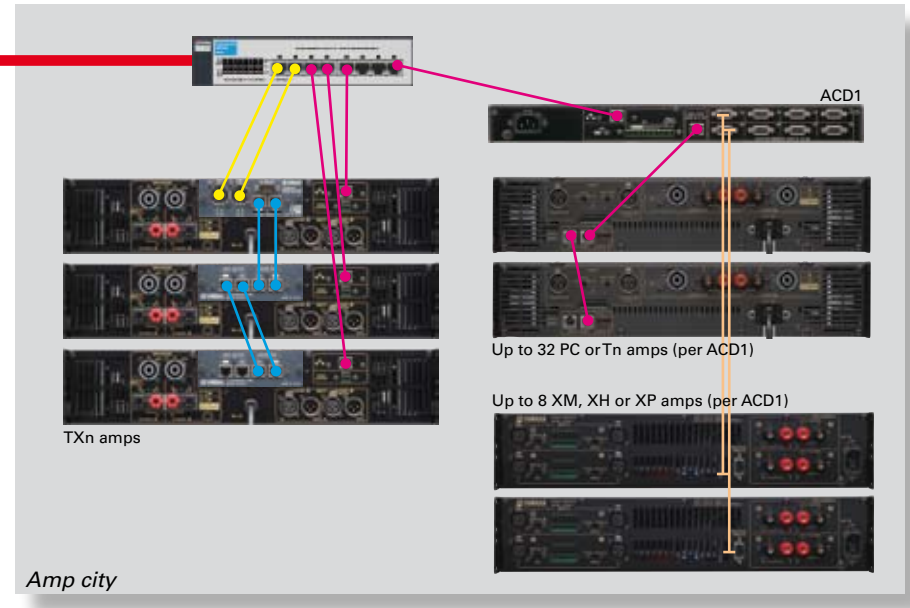 ACD1
Up to 32 PC or Tn amps (per ACD1)
Up to 8 XM, XH or XP amps (per ACD1)
TXn amps
Amp city